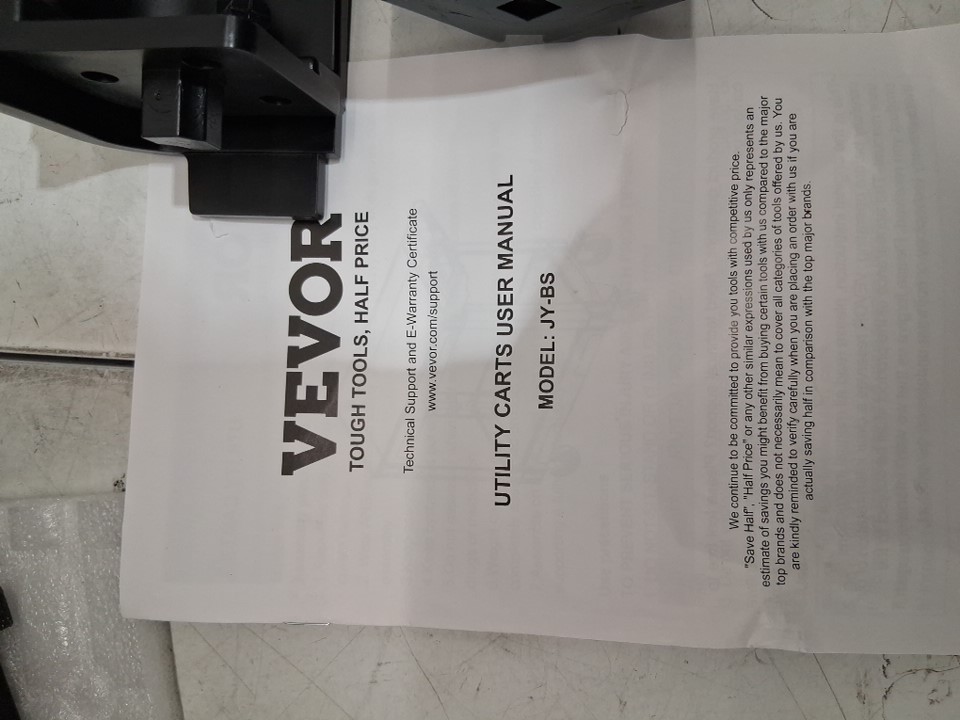 VEVOR
TOUGH TOOLS, HALF PRICE
Technical Support and E-Warranty Certificate
www.vevor.com/support
UTILITY CARTS USER MANUAL
MODEL: JY-BS
We continue to be committed to provide you tools with competitive price.
"Save Half", "Half Price" or any other similar expressions used by us only represents an
estimate of savings you might benefit from buying certain tools with us compared to the major
top brands and does not necessarily mean to cover all categories of tools offered by us. You
are kindly reminded to verify carefully when you are placing an order with us if you are
actually saving half in comparison with the top major brands.